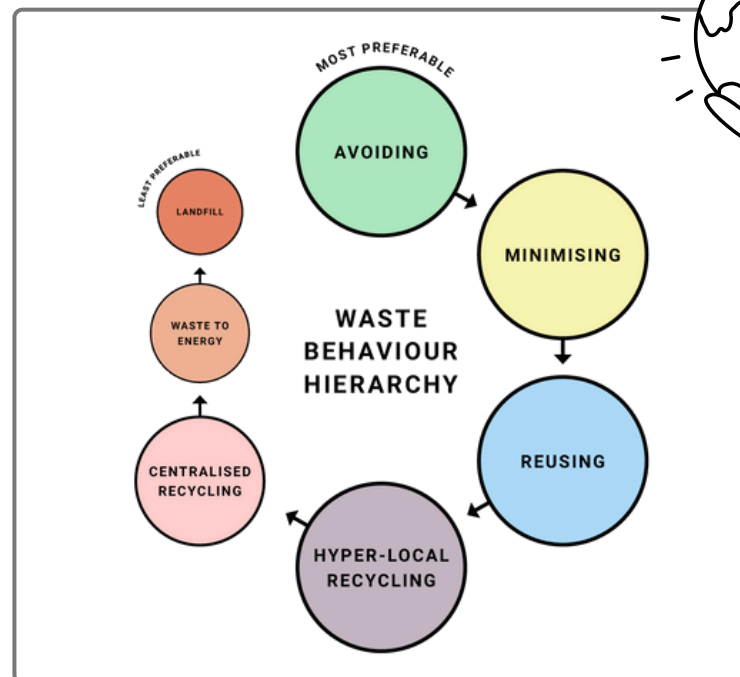 MOST PREFERABLE
AVOIDING
MINIMISING
REUSING
HYPER-LOCAL
RECYCLING
CENTRALISED
RECYCLING
WASTE TO
ENERGY
LEAST PREFERABLE
LANDFILL
WASTE
BEHAVIOUR
HIERARCHY